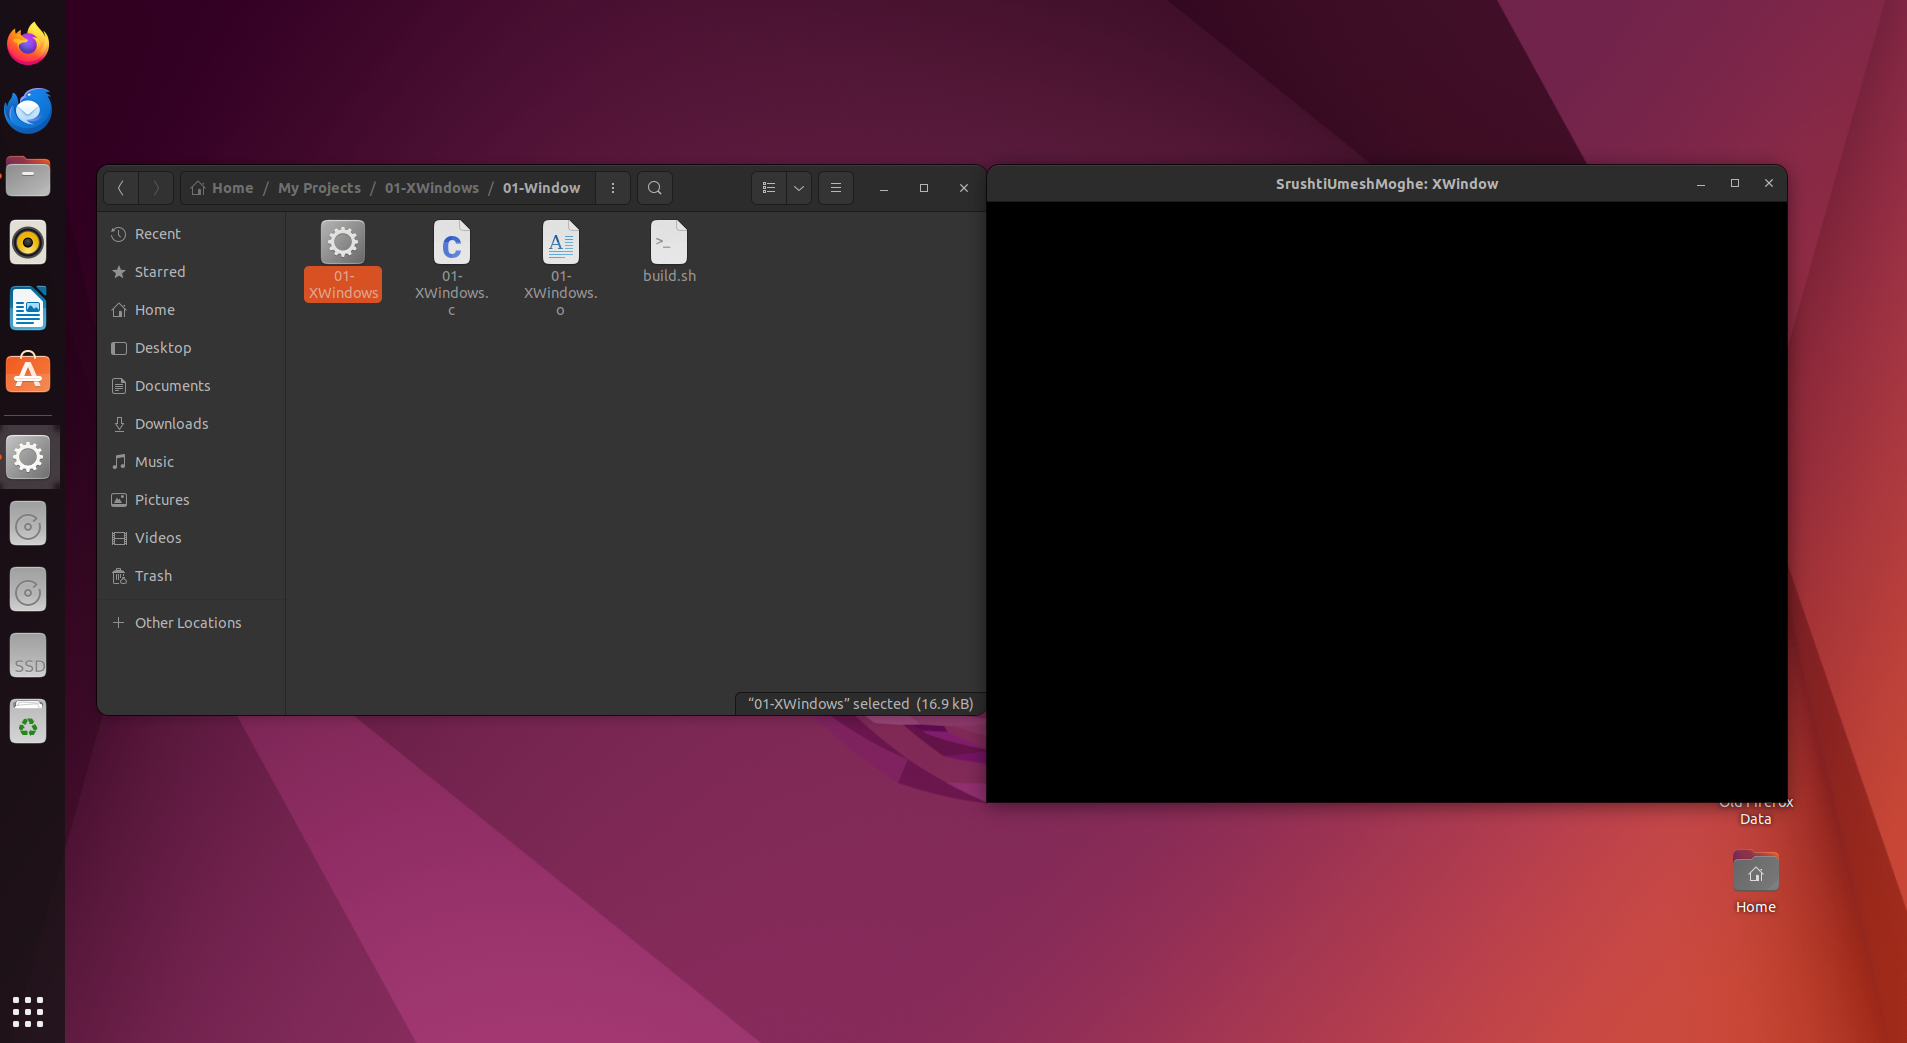 Home / My Projects / 01-XWindows / 01-Window
SrushtiUmeshMoghe: XWindow
Recent
Starred
Home
Desktop
Documents
Downloads
Music
Pictures
Videos
Trash
Other Locations
01-
XWindows
01-
XWindows.
c
01-
XWindows.
o
build.sh
“01-XWindows” selected (16.9 kB)
SSD
Old Firefox
Data
Home